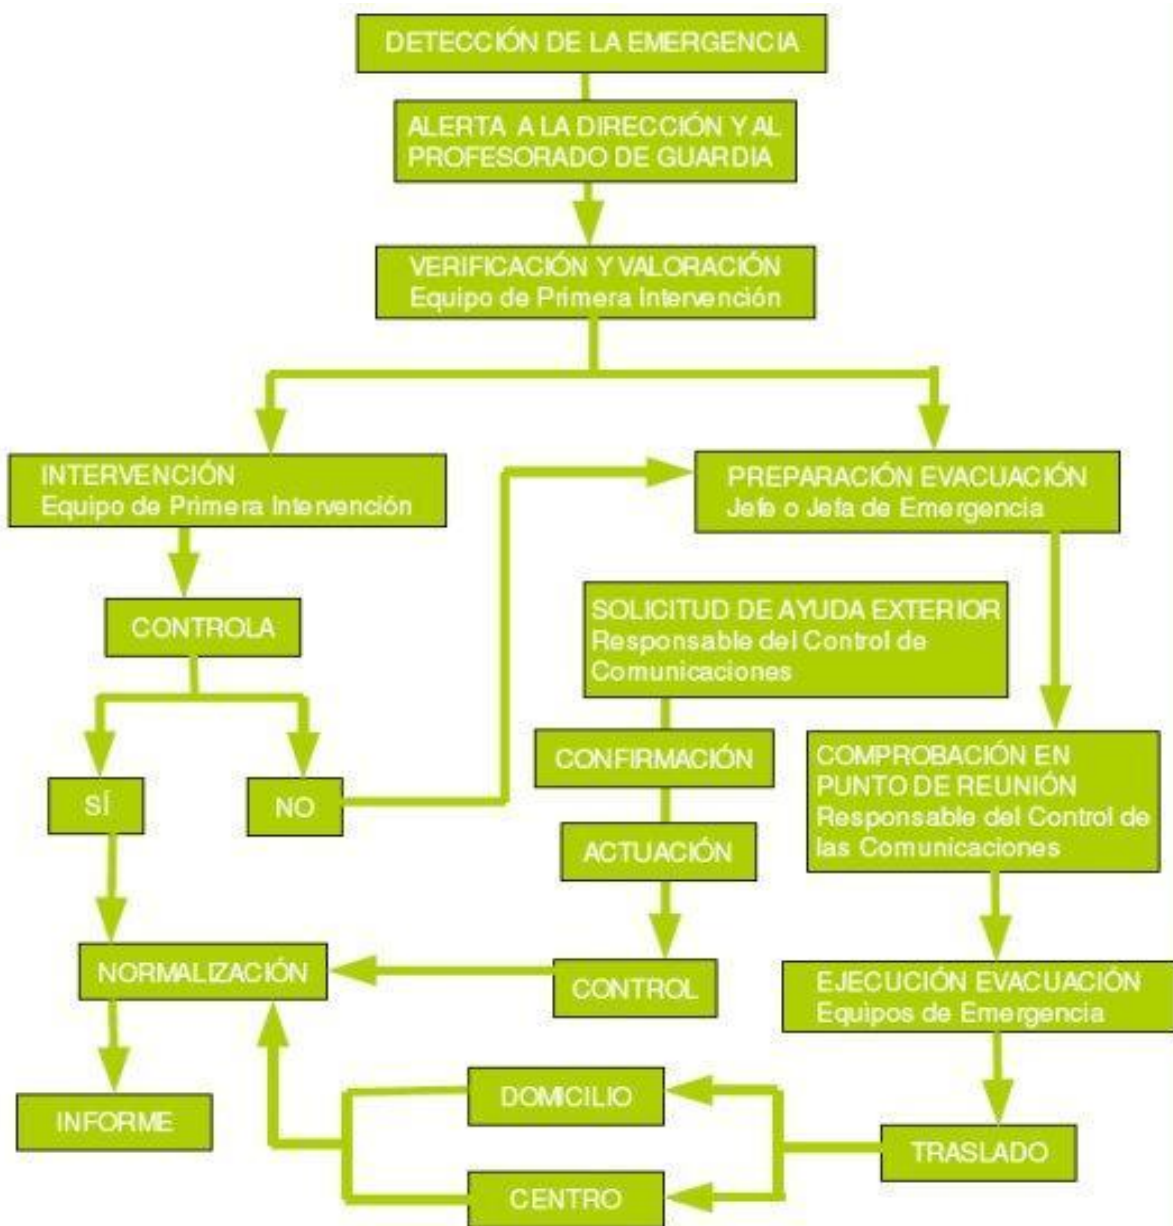 DETECCIÓN DE LA EMERGENCIA
ALERTA A LA DIRECCIÓN Y AL
PROFESORADO DE GUARDIA
VERIFICACIÓN Y VALORACIÓN
Equipo de Primera Intervención
INTERVENCIÓN
Equipo de Primera Intervención
PREPARACIÓN EVACUACIÓN
Jefe o Jefa de Emergencia
CONTROLA
SOLICITUD DE AYUDA EXTERIOR
Responsable del Control de
Comunicaciones
SÍ
NO
CONFIRMACIÓN
COMPROBACIÓN EN
PUNTO DE REUNIÓN
Responsable del Control de
las Comunicaciones
ACTUACIÓN
NORMALIZACIÓN
CONTROL
EJECUCIÓN EVACUACIÓN
Equipos de Emergencia
INFORME
DOMICILIO
TRASLADO
CENTRO